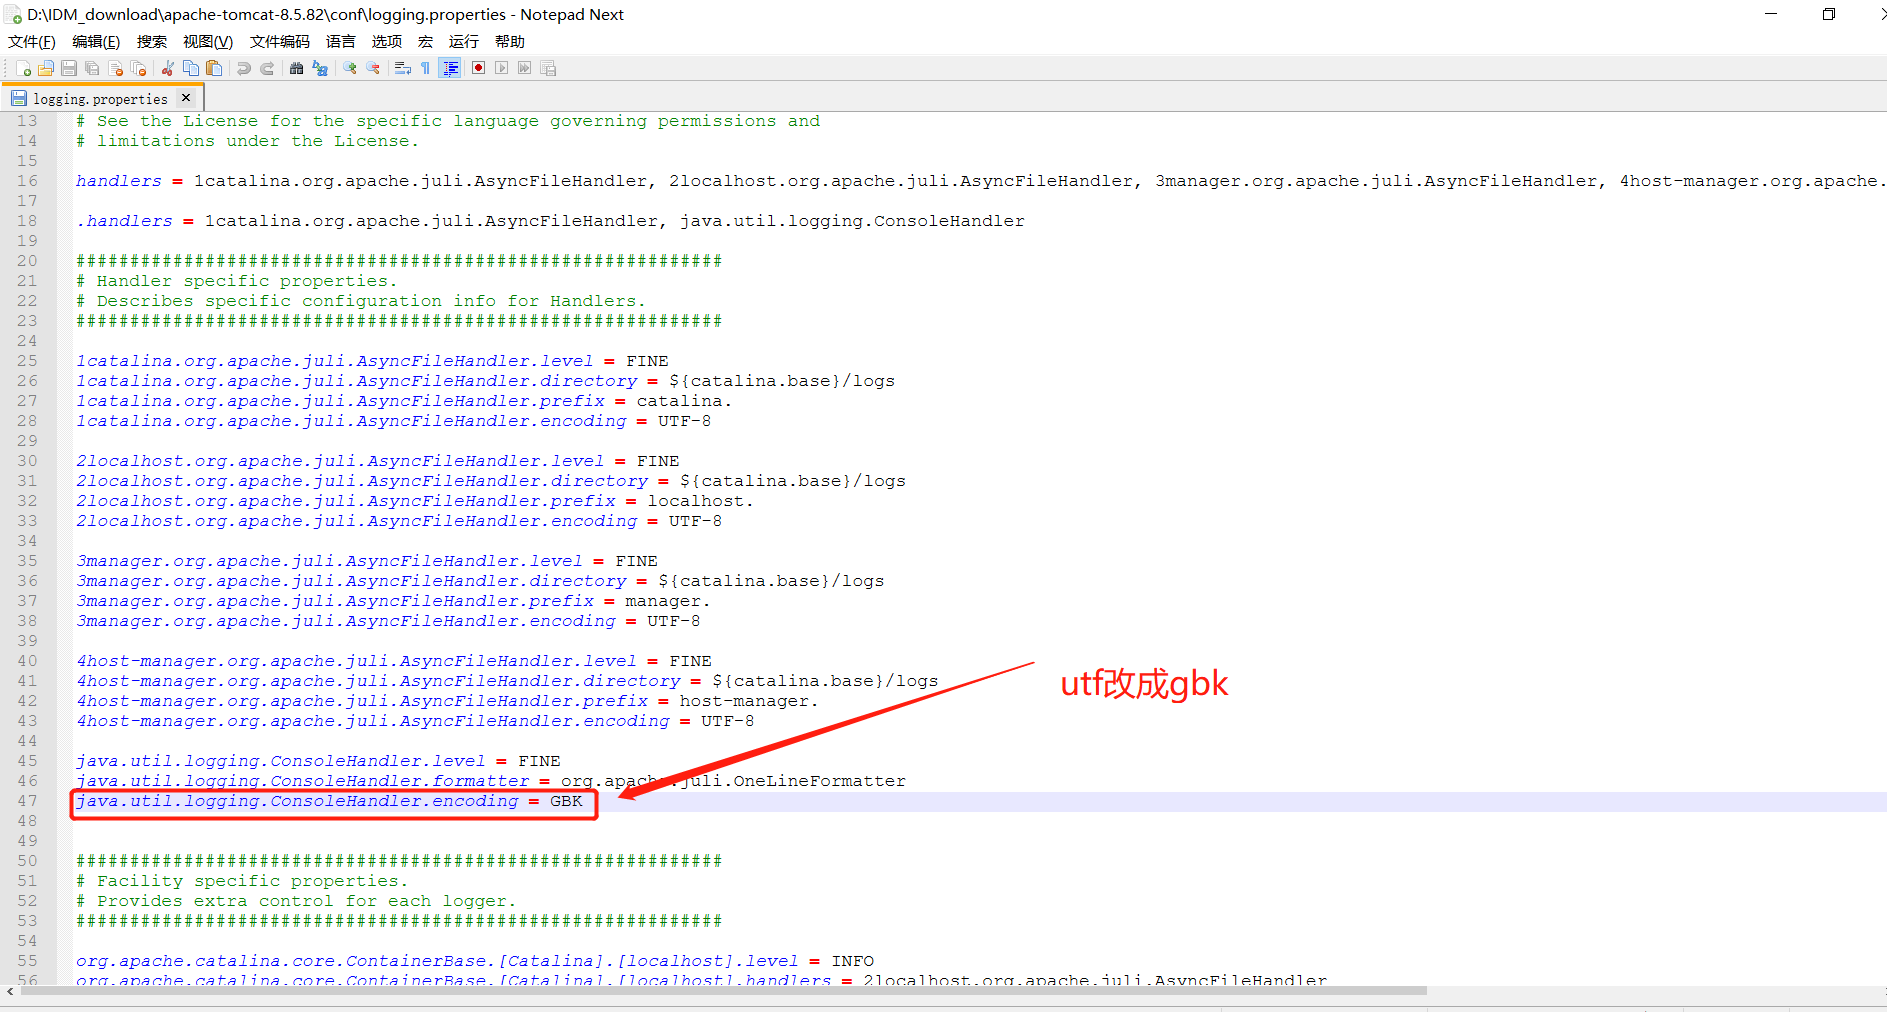 D:\IDM_download\apache-tomcat-8.5.82\conf\logging.properties - Notepad Next
文件(F) 编辑(E) 搜索 视图(V) 文件编码 语言 选项 宏 运行 帮助
logging.properties
13 # See the License for the specific language governing permissions and
14 # limitations under the License.
15
16 handlers = 1catalina.org.apache.juli.AsyncFileHandler, 2localhost.org.apache.juli.AsyncFileHandler, 3manager.org.apache.juli.AsyncFileHandler, 4host-manager.org.apache.
17
18 .handlers = 1catalina.org.apache.juli.AsyncFileHandler, java.util.logging.ConsoleHandler
19
20 ############################################################
21 # Handler specific properties.
22 # Describes specific configuration info for Handlers.
23 ############################################################
24
25 1catalina.org.apache.juli.AsyncFileHandler.level = FINE
26 1catalina.org.apache.juli.AsyncFileHandler.directory = ${catalina.base}/logs
27 1catalina.org.apache.juli.AsyncFileHandler.prefix = catalina.
28 1catalina.org.apache.juli.AsyncFileHandler.encoding = UTF-8
29
30 2localhost.org.apache.juli.AsyncFileHandler.level = FINE
31 2localhost.org.apache.juli.AsyncFileHandler.directory = ${catalina.base}/logs
32 2localhost.org.apache.juli.AsyncFileHandler.prefix = localhost.
33 2localhost.org.apache.juli.AsyncFileHandler.encoding = UTF-8
34
35 3manager.org.apache.juli.AsyncFileHandler.level = FINE
36 3manager.org.apache.juli.AsyncFileHandler.directory = ${catalina.base}/logs
37 3manager.org.apache.juli.AsyncFileHandler.prefix = manager.
38 3manager.org.apache.juli.AsyncFileHandler.encoding = UTF-8
39
40 4host-manager.org.apache.juli.AsyncFileHandler.level = FINE
41 4host-manager.org.apache.juli.AsyncFileHandler.directory = ${catalina.base}/logs
utf改成gbk
42 4host-manager.org.apache.juli.AsyncFileHandler.prefix = host-manager.
43 4host-manager.org.apache.juli.AsyncFileHandler.encoding = UTF-8
44
45 java.util.logging.ConsoleHandler.level = FINE
46 java.util.logging.ConsoleHandler.formatter = org.apache.juli.OneLineFormatter
47 java.util.logging.ConsoleHandler.encoding = GBK
48
49
50 ############################################################
51 # Facility specific properties.
52 # Provides extra control for each logger.
53 ############################################################
54
55 org.apache.catalina.core.ContainerBase.[Catalina].[localhost].level = INFO
56 org.apache.catalina.core.ContainerBase.[Catalina].[localhost].handlers = 2localhost.org.apache.juli.AsyncFileHandler